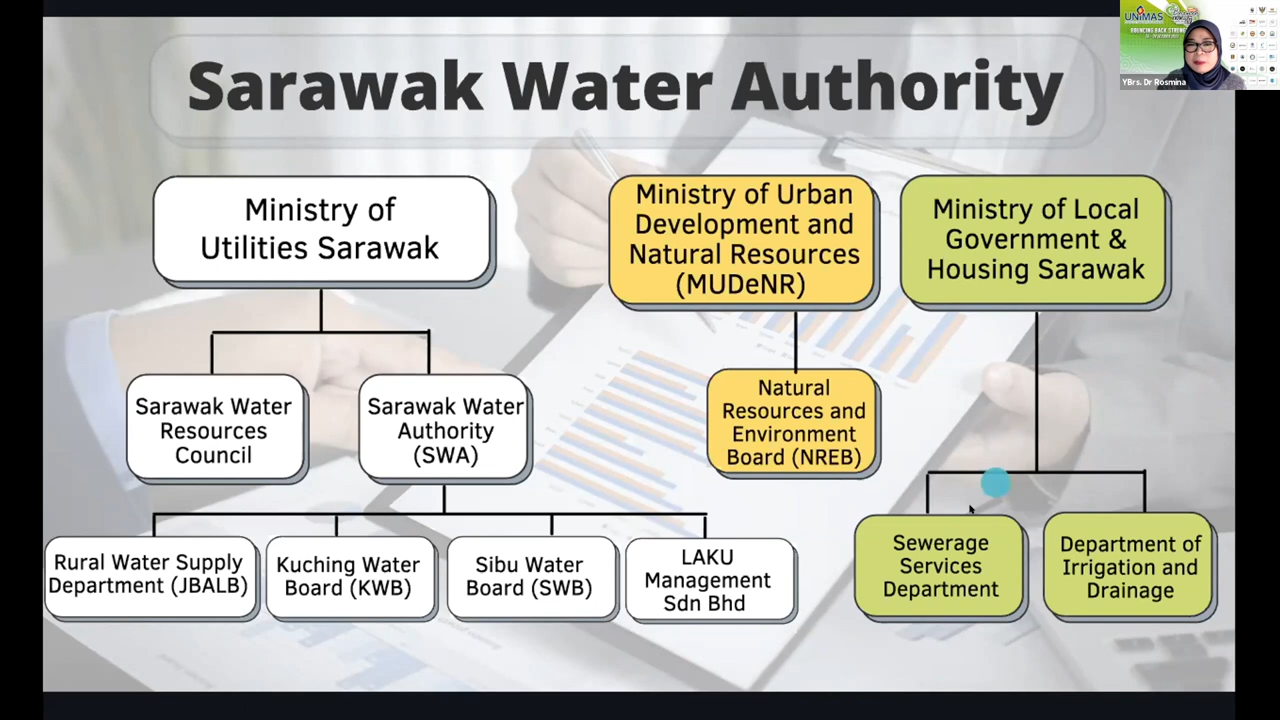 Sarawak Water Authority
Ministry of
Utilities Sarawak
Ministry of Urban
Development and
Natural Resources
(MUDeNR)
Ministry of Local
Government &
Housing Sarawak
Sarawak Water
Resources
Council
Sarawak Water
Authority
(SWA)
Natural
Resources and
Environment
Board (NREB)
Rural Water Supply
Department (JBALB)
Kuching Water
Board (KWB)
Sibu Water
Board (SWB)
LAKU
Management
Sdn Bhd
Sewerage
Services
Department
Department of
Irrigation and
Drainage
UNIMAS
BOUNCING BACK STRONG
YBrs. Dr Rosmina